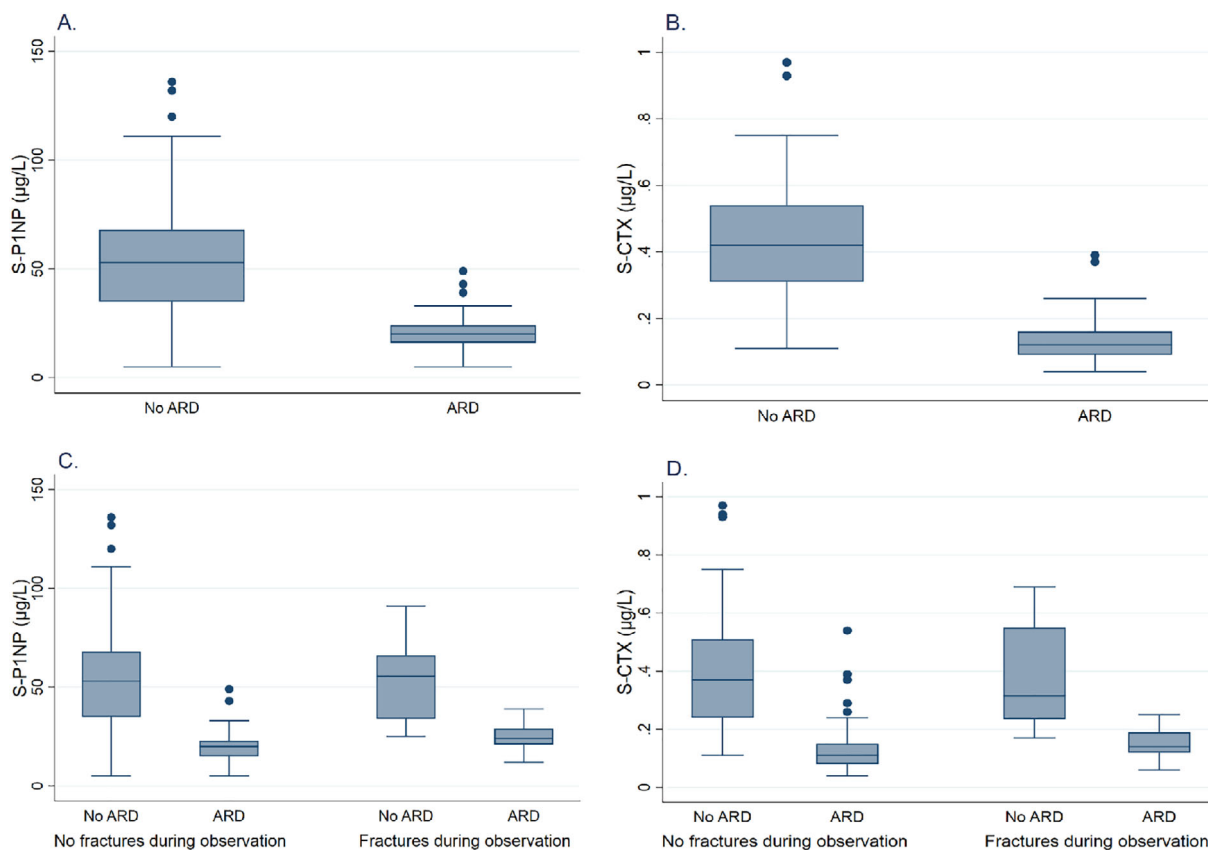 A.
S-P1NP (µg/L)
150
100
50
0
No ARD ARD
B.
S-CTX (µg/L)
1
.8
.6
.4
.2
0
No ARD ARD
C.
S-P1NP (µg/L)
150
100
50
0
No ARD ARD No ARD ARD
No fractures during observation Fractures during observation
D.
S-CTX (µg/L)
1
.8
.6
.4
.2
0
No ARD ARD No ARD ARD
No fractures during observation Fractures during observation